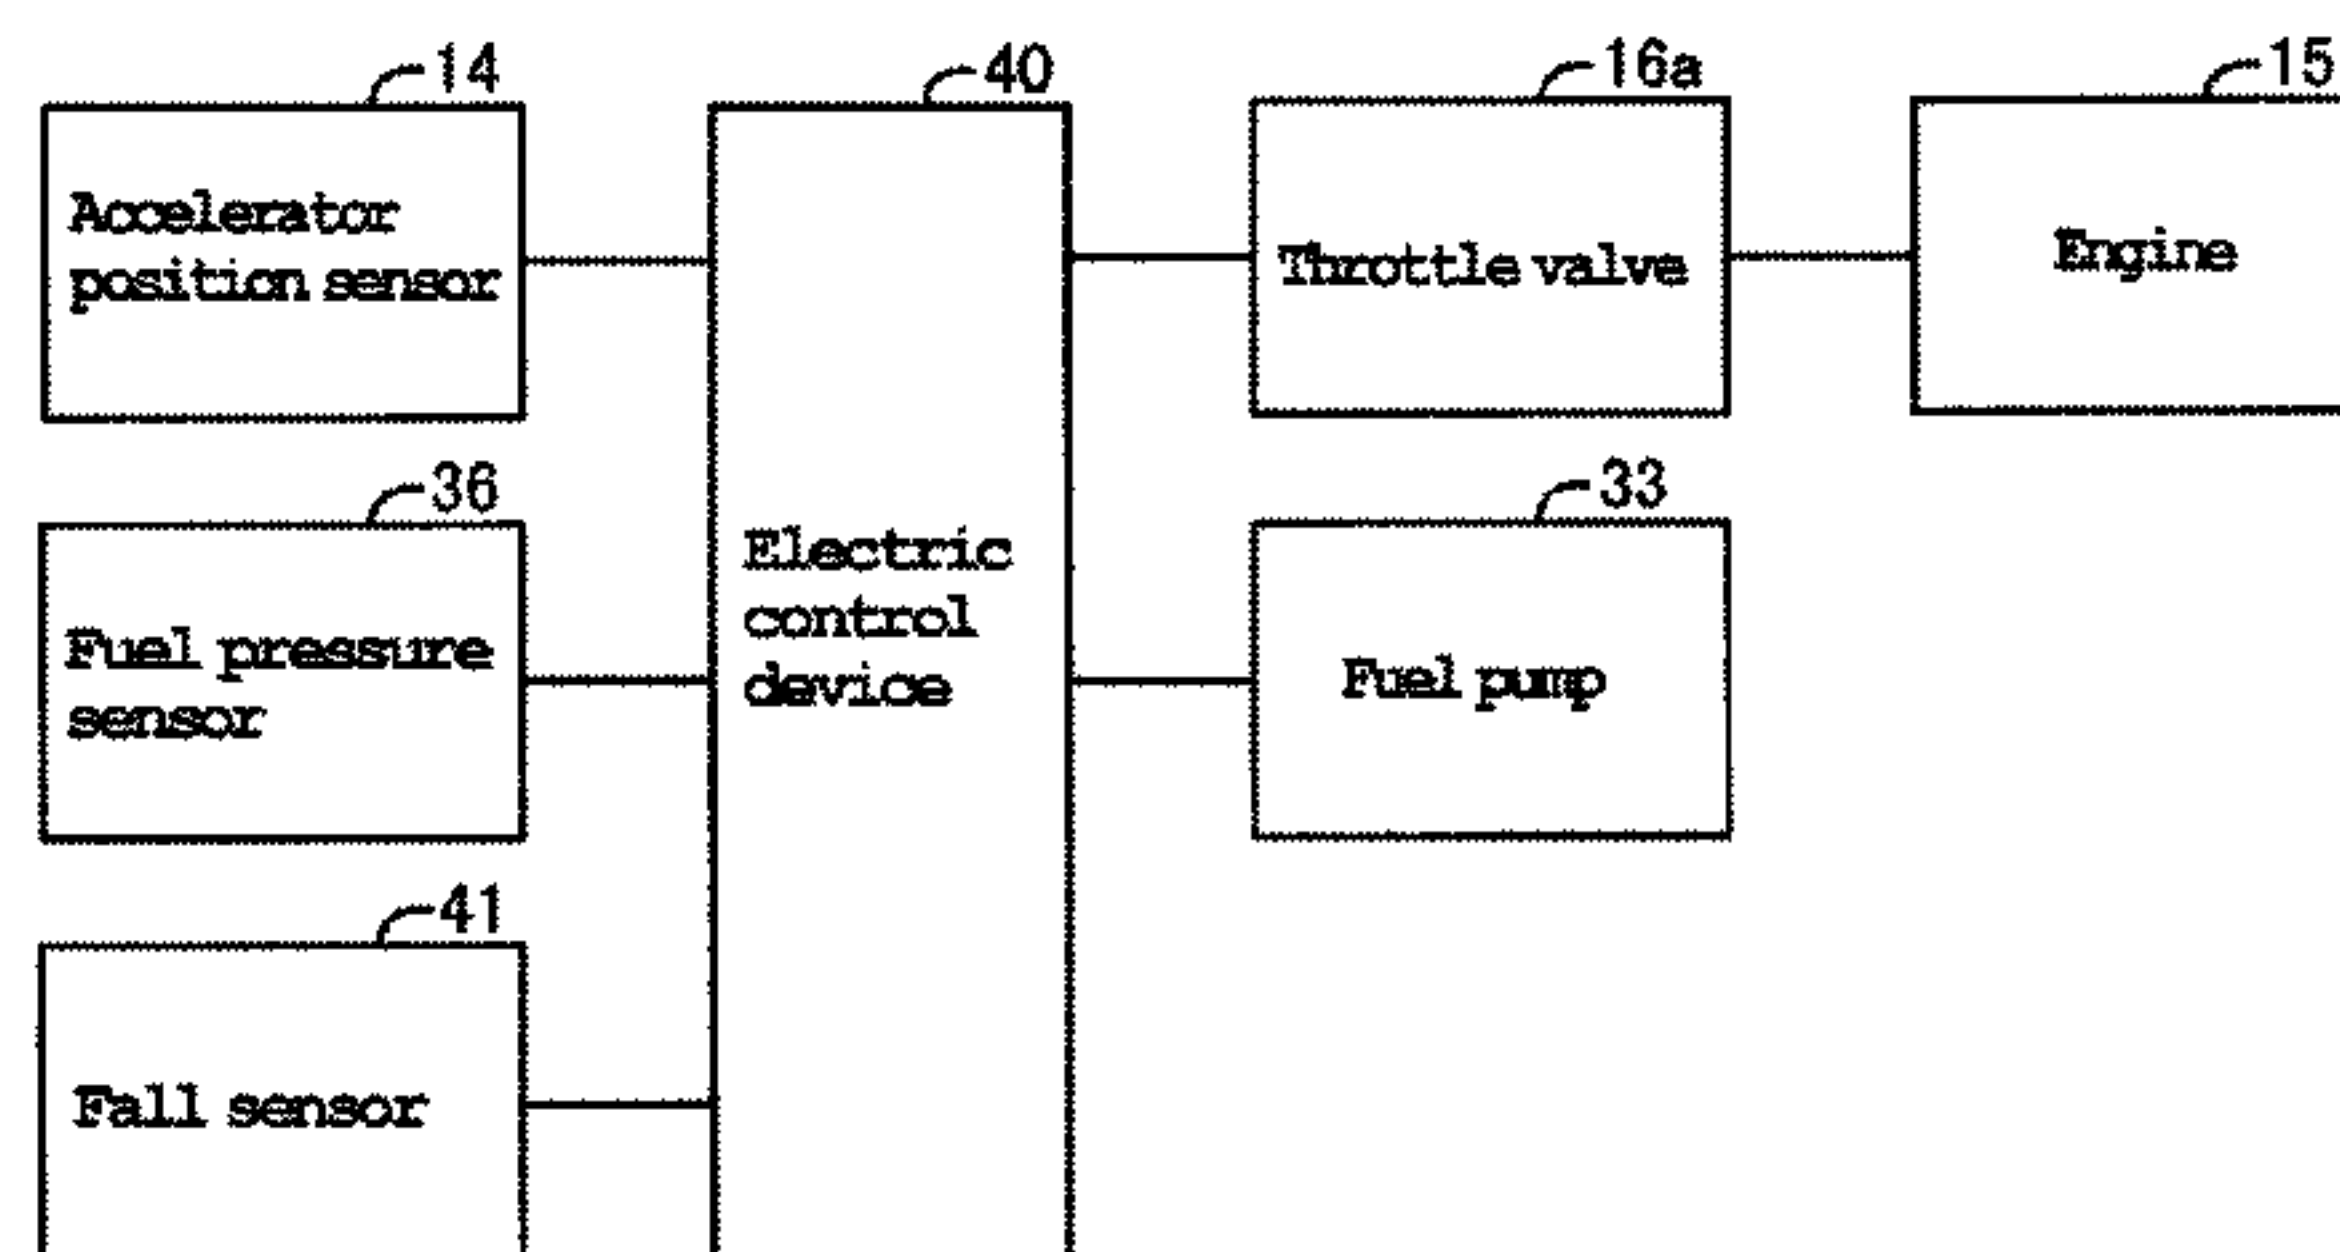 14
Accelerator
position sensor
36
Fuel pressure
sensor
41
Fall sensor
40
Electric
control
device
16a
Throttle valve
33
Fuel pump
15
Engine